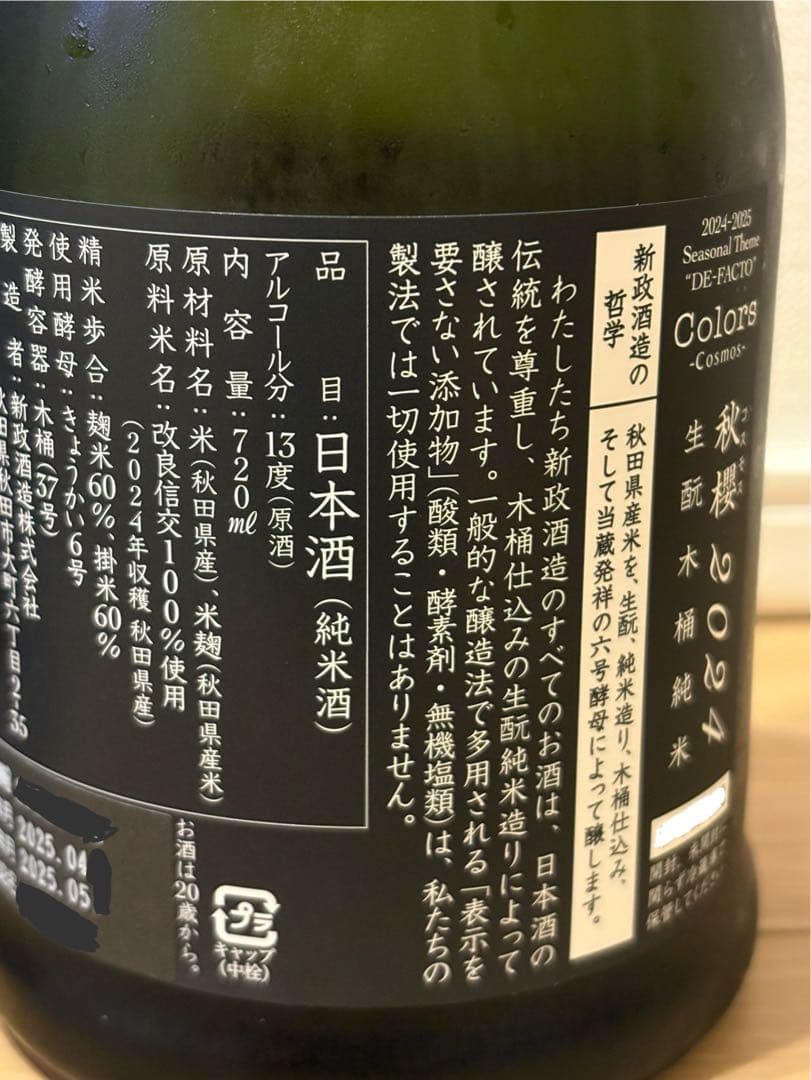 2024-2025
Seasonal Theme
"DE-FACTO"
Colors
-Cosmos-
秋櫻 2024
コスモス
生酛木桶純米
新政酒造の
哲学
秋田県産米を、生酛、純米造り、木桶仕込み、
そして当蔵発祥の六号酵母によって醸します。
わたしたち新政酒造のすべてのお酒は、日本酒の
伝統を尊重し、木桶仕込みの生酛純米造りによって
醸されています。一般的な醸造法で多用される「表示を
要さない添加物」(酸類・酵素剤・無機塩類)は、私たちの
製法では一切使用することはありません。
品目:日本酒(純米酒)
アルコール分:13度(原酒)
内容量:720㎖
原材料名:米(秋田県産)、米麹(秋田県産米)
原料米名:改良信交100%使用
(2024年収穫 秋田県産)
精米歩合:麹米60%、掛米60%
使用酵母:きょうかい6号
発酵容器:木桶(37号)
製造者:新政酒造株式会社
秋田県秋田市大町六丁目2-35
2025.04
2025.05
お酒は20歳から。
プラ
キャップ
(中栓)